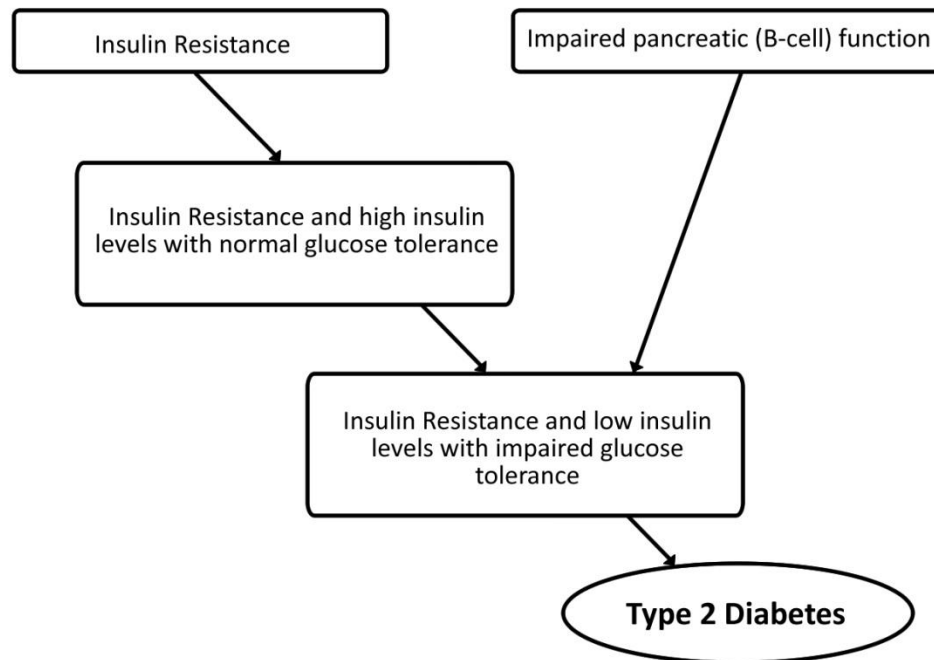 Insulin Resistance
Impaired pancreatic (B-cell) function
Insulin Resistance and high insulin
levels with normal glucose tolerance
Insulin Resistance and low insulin
levels with impaired glucose
tolerance
Type 2 Diabetes